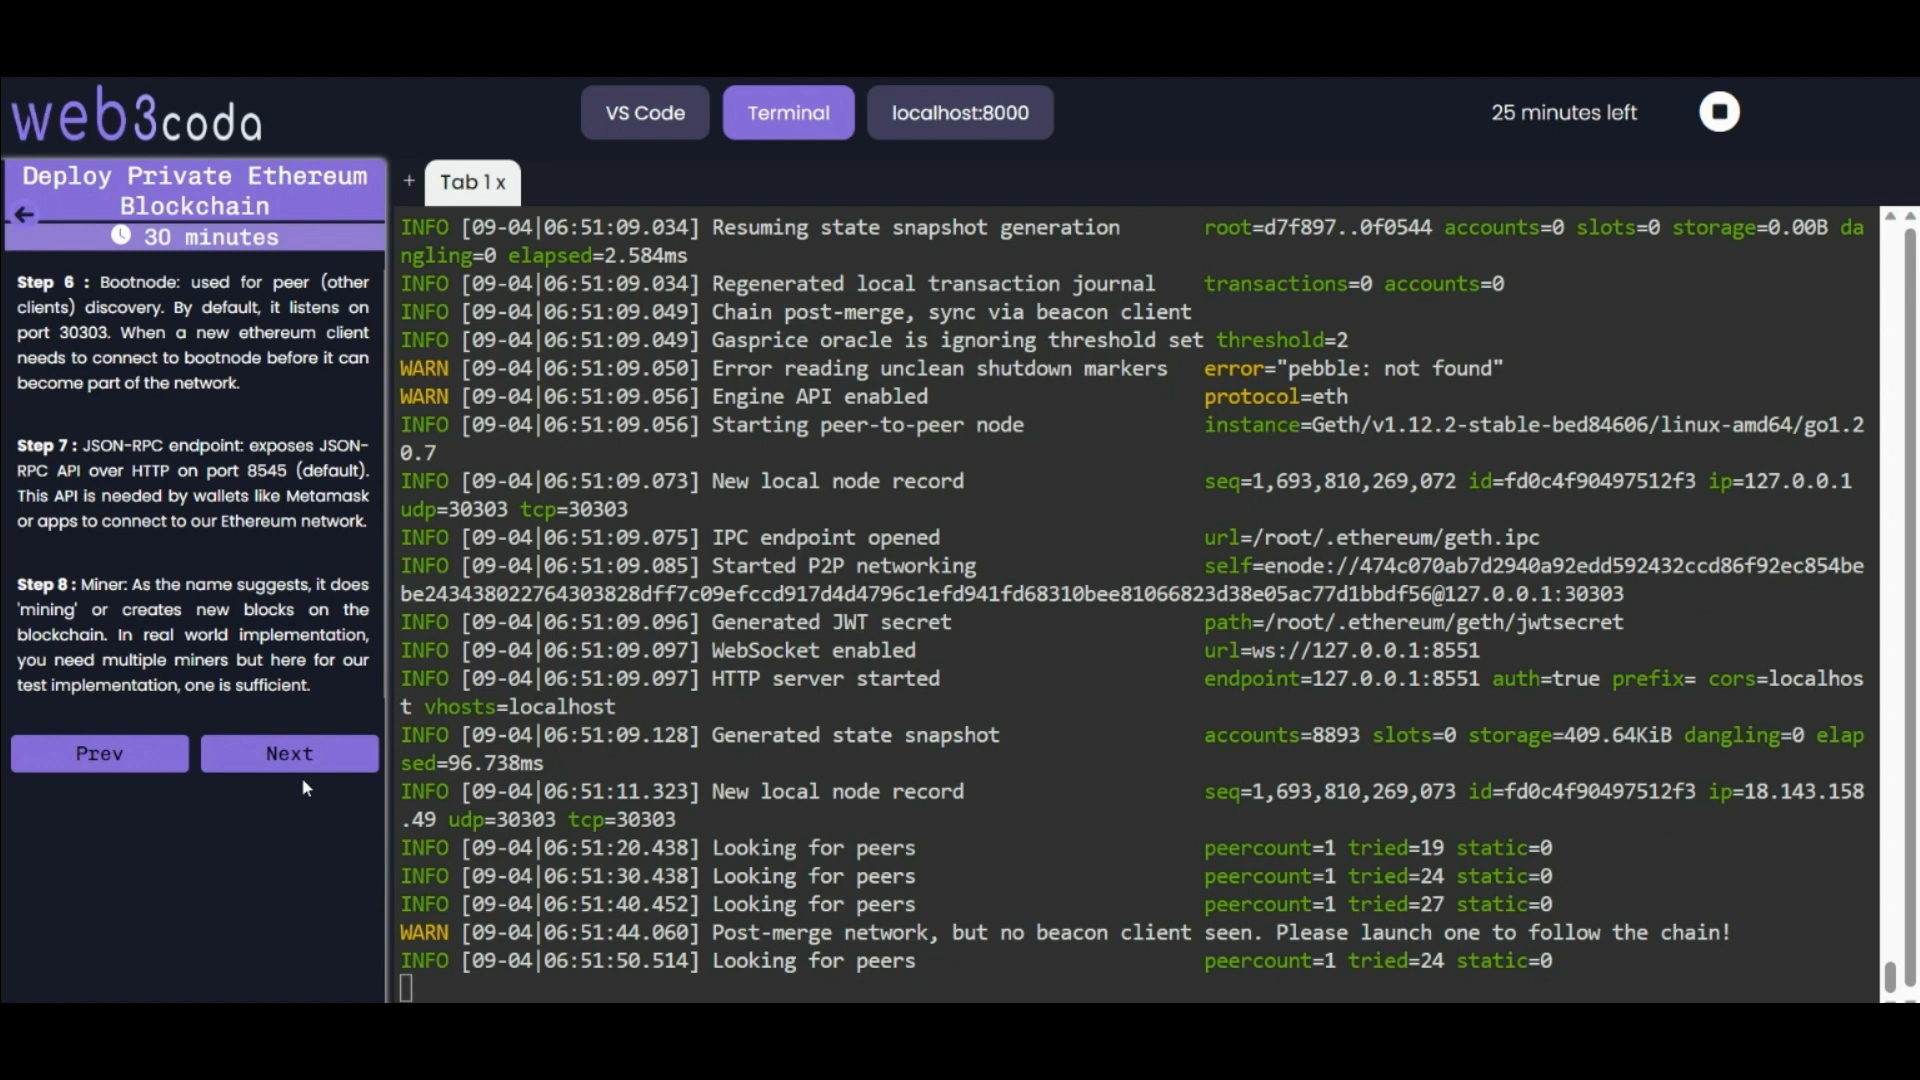 web3coda
VS Code
Terminal
localhost:8000
25 minutes left
Deploy Private Ethereum
Blockchain
30 minutes
Step 6 : Bootnode: used for peer (other
clients) discovery. By default, it listens on
port 30303. When a new ethereum client
needs to connect to bootnode before it can
become part of the network.
Step 7 : JSON-RPC endpoint: exposes JSON-
RPC API over HTTP on port 8545 (default).
This API is needed by wallets like Metamask
or apps to connect to our Ethereum network.
Step 8 : Miner: As the name suggests, it does
'mining' or creates new blocks on the
blockchain. In real world implementation,
you need multiple miners but here for our
test implementation, one is sufficient.
Prev
Next
+ Tab 1 x
INFO [09-04|06:51:09.034] Resuming state snapshot generation root=d7f897..0f0544 accounts=0 slots=0 storage=0.00B da
ngling=0 elapsed=2.584ms
INFO [09-04|06:51:09.034] Regenerated local transaction journal transactions=0 accounts=0
INFO [09-04|06:51:09.049] Chain post-merge, sync via beacon client
INFO [09-04|06:51:09.049] Gasprice oracle is ignoring threshold set threshold=2
WARN [09-04|06:51:09.050] Error reading unclean shutdown markers error="pebble: not found"
WARN [09-04|06:51:09.056] Engine API enabled protocol=eth
INFO [09-04|06:51:09.056] Starting peer-to-peer node instance=Geth/v1.12.2-stable-bed84606/linux-amd64/go1.2
0.7
INFO [09-04|06:51:09.073] New local node record seq=1,693,810,269,072 id=fd0c4f90497512f3 ip=127.0.0.1
udp=30303 tcp=30303
INFO [09-04|06:51:09.075] IPC endpoint opened url=/root/.ethereum/geth.ipc
INFO [09-04|06:51:09.085] Started P2P networking self=enode://474c070ab7d2940a92edd592432ccd86f92ec854be
be243438022764303828dff7c09efccd917d4d4796c1efd941fd68310bee81066823d38e05ac77d1bbdf56@127.0.0.1:30303
INFO [09-04|06:51:09.096] Generated JWT secret path=/root/.ethereum/geth/jwtsecret
INFO [09-04|06:51:09.097] WebSocket enabled url=ws://127.0.0.1:8551
INFO [09-04|06:51:09.097] HTTP server started endpoint=127.0.0.1:8551 auth=true prefix= cors=localhos
t vhosts=localhost
INFO [09-04|06:51:09.128] Generated state snapshot accounts=8893 slots=0 storage=409.64KiB dangling=0 elap
sed=96.738ms
INFO [09-04|06:51:11.323] New local node record seq=1,693,810,269,073 id=fd0c4f90497512f3 ip=18.143.158
.49 udp=30303 tcp=30303
INFO [09-04|06:51:20.438] Looking for peers peercount=1 tried=19 static=0
INFO [09-04|06:51:30.438] Looking for peers peercount=1 tried=24 static=0
INFO [09-04|06:51:40.452] Looking for peers peercount=1 tried=27 static=0
WARN [09-04|06:51:44.060] Post-merge network, but no beacon client seen. Please launch one to follow the chain!
INFO [09-04|06:51:50.514] Looking for peers peercount=1 tried=24 static=0